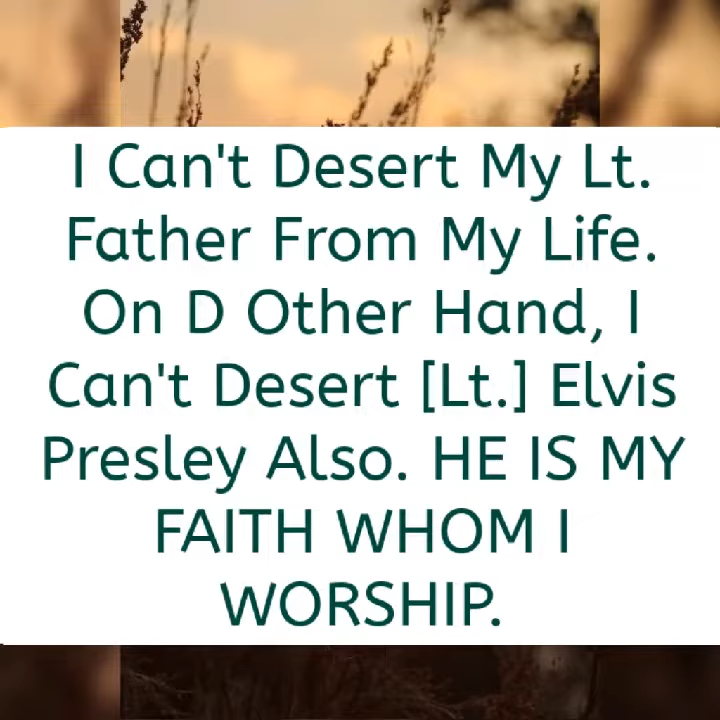 I Can't Desert My Lt.
Father From My Life.
On D Other Hand, I
Can't Desert [Lt.] Elvis
Presley Also. HE IS MY
FAITH WHOM I
WORSHIP.